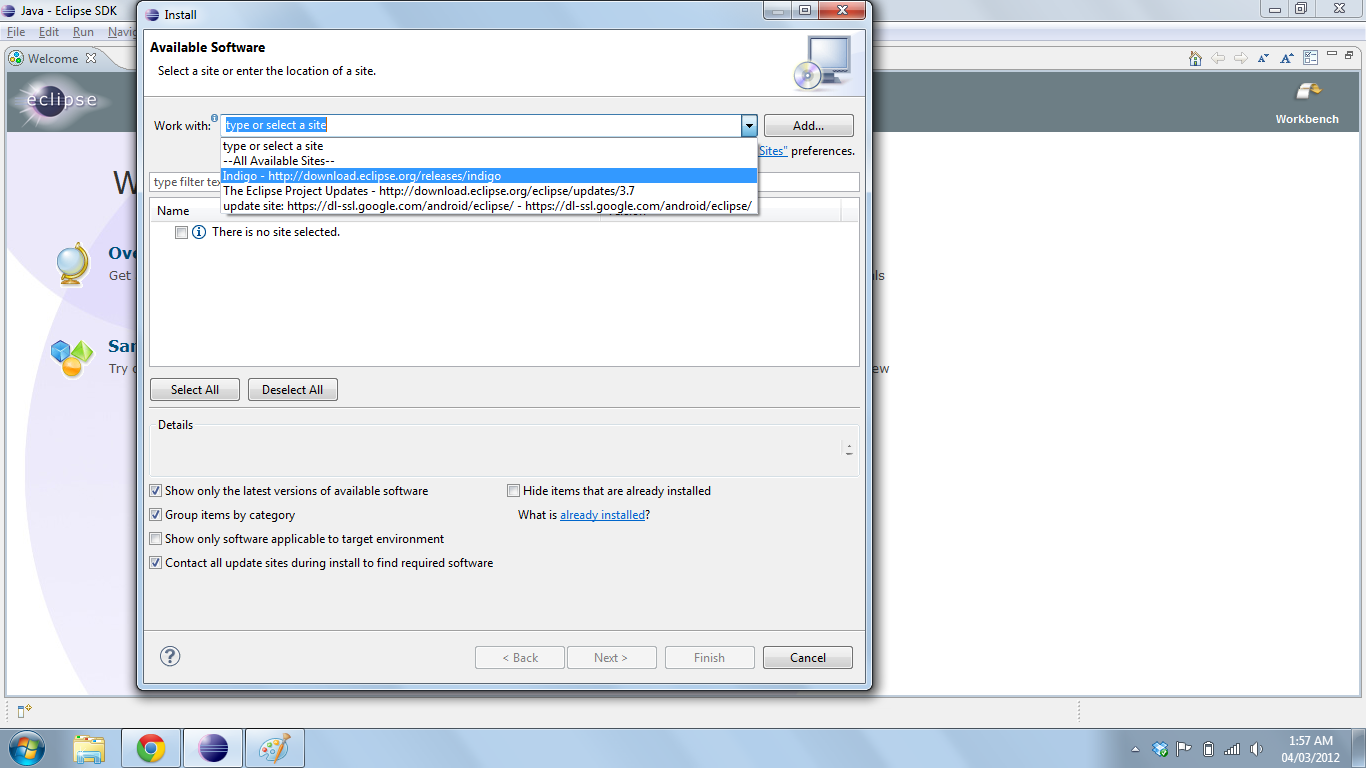 Java - Eclipse SDK
File Edit Run Navig
Welcome
eclipse
Workbench
W
Ove
Get
als
Sam
Try o
ew
Install
Available Software
Select a site or enter the location of a site.
Work with: type or select a site Add...
type or select a site
--All Available Sites--
Sites" preferences.
Indigo - http://download.eclipse.org/releases/indigo
type filter tex
The Eclipse Project Updates - http://download.eclipse.org/eclipse/updates/3.7
update site: https://dl-ssl.google.com/android/eclipse/ - https://dl-ssl.google.com/android/eclipse/
Name
There is no site selected.
Select All Deselect All
Details
Show only the latest versions of available software Hide items that are already installed
Group items by category What is already installed?
Show only software applicable to target environment
Contact all update sites during install to find required software
< Back Next > Finish Cancel
1:57 AM
04/03/2012